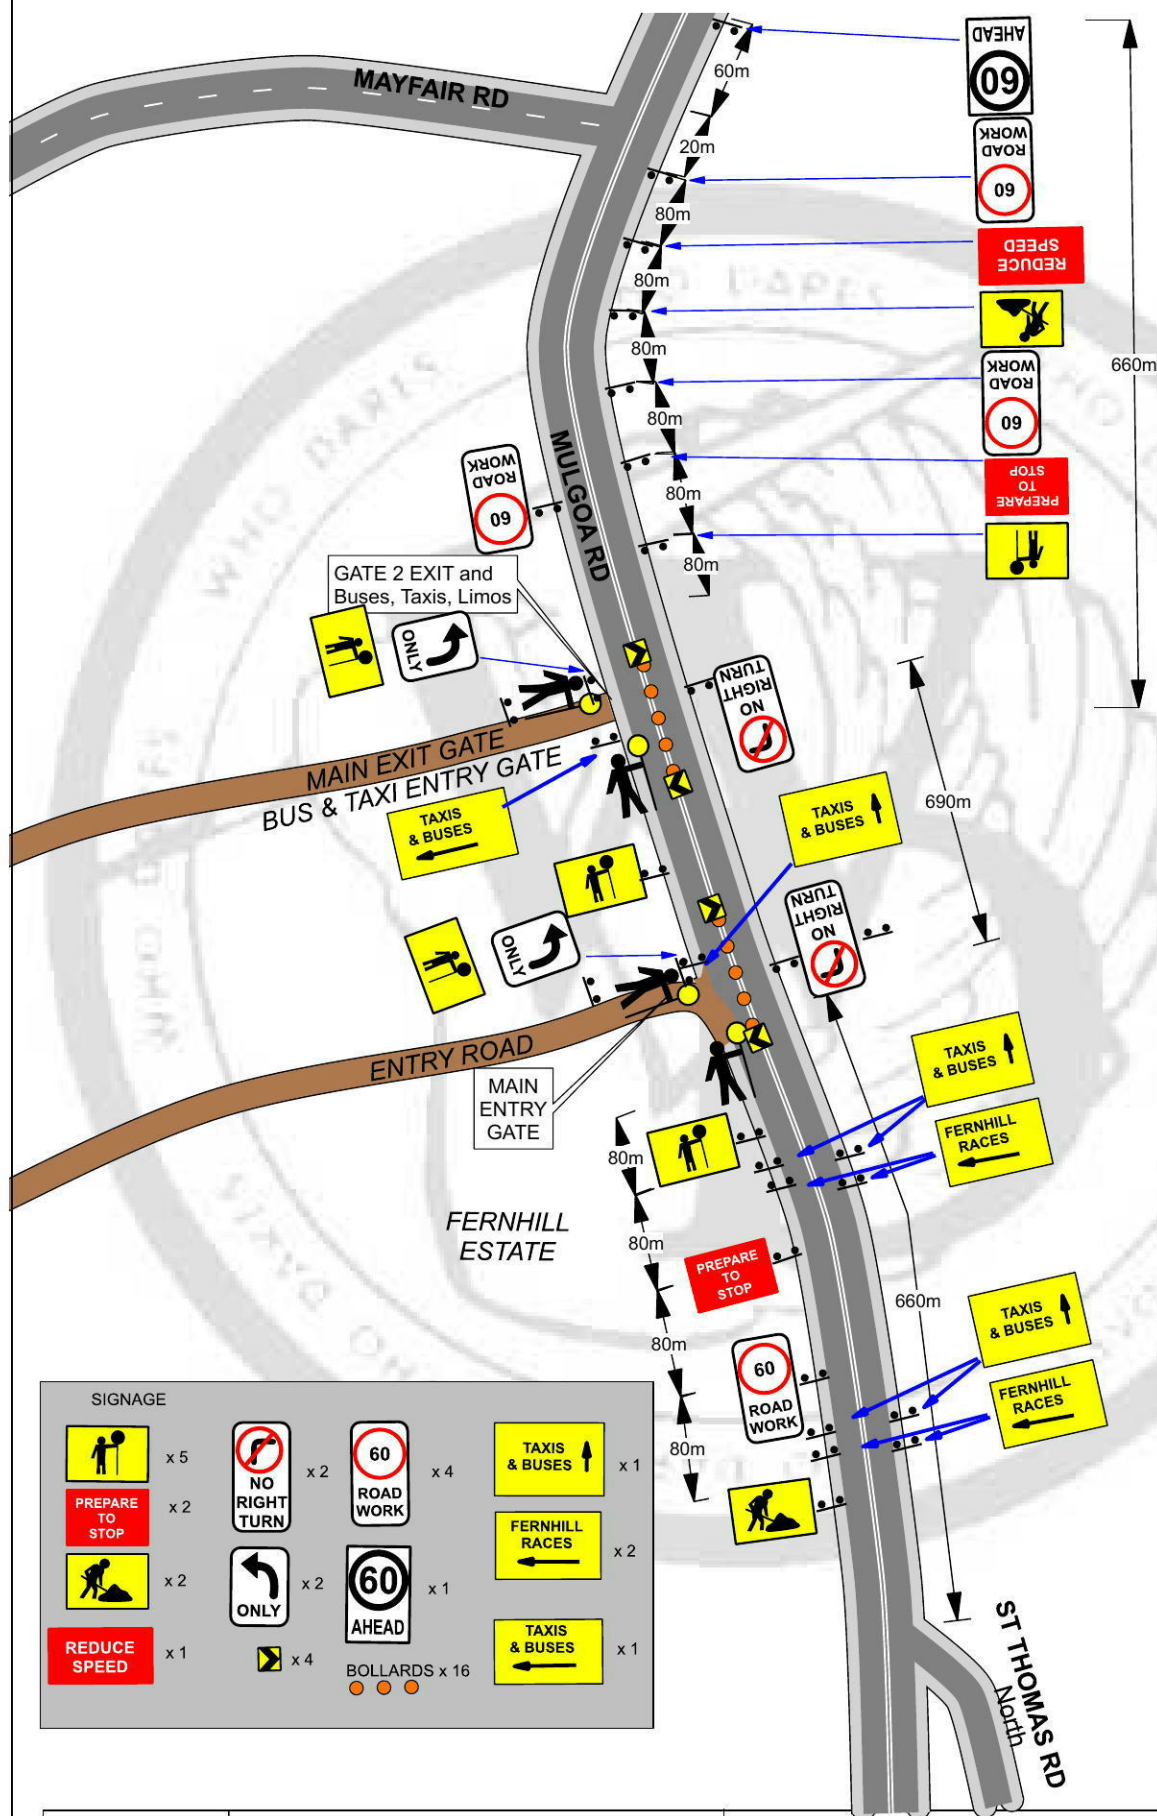 MAYFAIR RD
60m
AHEAD
60
20m
ROAD
WORK
60
80m
REDUCE
SPEED
80m
80m
ROAD
WORK
60
660m
80m
PREPARE
TO
STOP
80m
80m
MULGOA RD
ROAD
WORK
60
GATE 2 EXIT and
Buses, Taxis, Limos
ONLY
NO
RIGHT
TURN
MAIN EXIT GATE
BUS & TAXI ENTRY GATE
TAXIS
& BUSES
690m
TAXIS
& BUSES
ONLY
NO
RIGHT
TURN
ENTRY ROAD
MAIN
ENTRY
GATE
TAXIS
& BUSES
FERNHILL
RACES
80m
FERNHILL
ESTATE
80m
PREPARE
TO
STOP
660m
80m
60
ROAD
WORK
TAXIS
& BUSES
FERNHILL
RACES
80m
ST THOMAS RD
North
SIGNAGE
x 5
NO
RIGHT
TURN
x 2
60
ROAD
WORK
x 4
TAXIS
& BUSES
x 1
PREPARE
TO
STOP
x 2
FERNHILL
RACES
x 2
x 2
ONLY
x 2
60
AHEAD
x 1
REDUCE
SPEED
x 1
x 4
BOLLARDS x 16
TAXIS
& BUSES
x 1
WHO DARES
WHO DARES